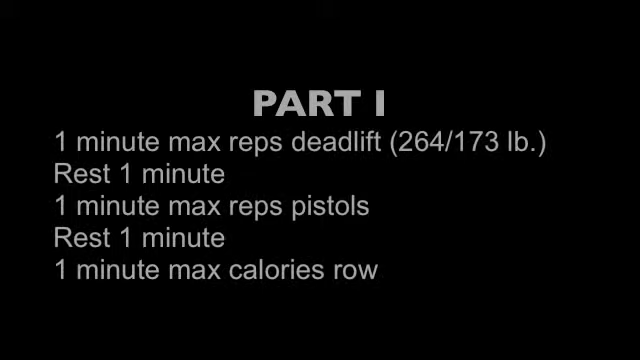 PART I
1 minute max reps deadlift (264/173 lb.)
Rest 1 minute
1 minute max reps pistols
Rest 1 minute
1 minute max calories row